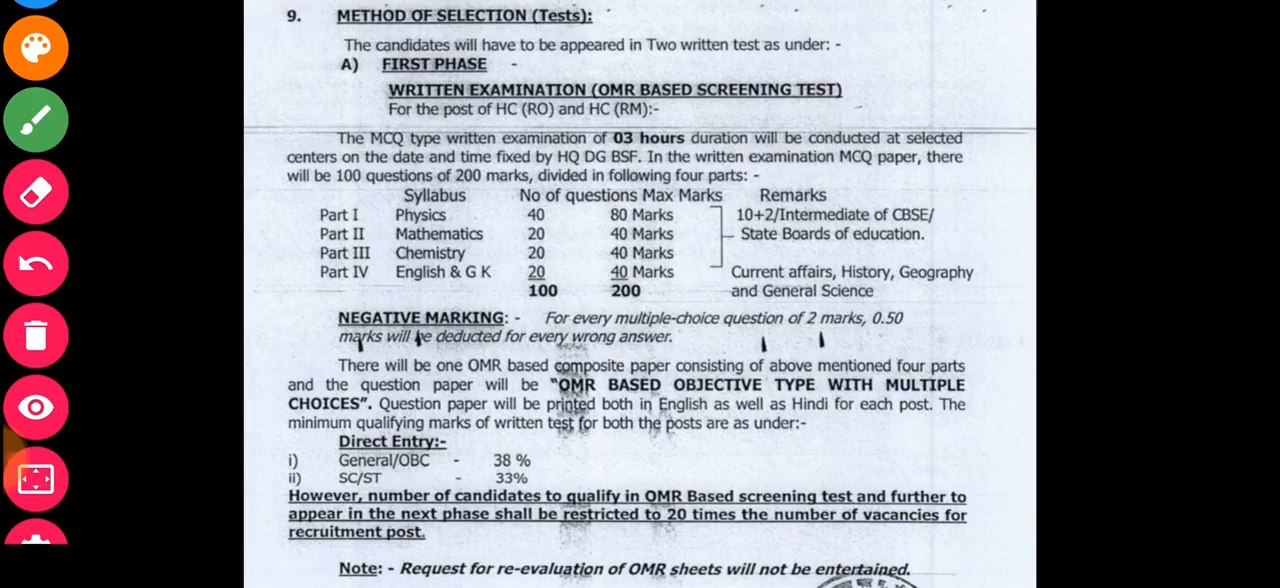 9. METHOD OF SELECTION (Tests):
The candidates will have to be appeared in Two written test as under: -
A) FIRST PHASE -
WRITTEN EXAMINATION (OMR BASED SCREENING TEST)
For the post of HC (RO) and HC (RM):-
The MCQ type written examination of 03 hours duration will be conducted at selected
centers on the date and time fixed by HQ DG BSF. In the written examination MCQ paper, there
will be 100 questions of 200 marks, divided in following four parts: -
Syllabus No of questions Max Marks Remarks
Part I Physics 40 80 Marks 10+2/Intermediate of CBSE/
Part II Mathematics 20 40 Marks State Boards of education.
Part III Chemistry 20 40 Marks
Part IV English & G K 20 40 Marks Current affairs, History, Geography
100 200 and General Science
NEGATIVE MARKING: - For every multiple-choice question of 2 marks, 0.50
marks will be deducted for every wrong answer.
There will be one OMR based composite paper consisting of above mentioned four parts
and the question paper will be "OMR BASED OBJECTIVE TYPE WITH MULTIPLE
CHOICES". Question paper will be printed both in English as well as Hindi for each post. The
minimum qualifying marks of written test for both the posts are as under:-
Direct Entry:-
i) General/OBC - 38 %
ii) SC/ST - 33%
However, number of candidates to qualify in OMR Based screening test and further to
appear in the next phase shall be restricted to 20 times the number of vacancies for
recruitment post.
Note: - Request for re-evaluation of OMR sheets will not be entertained.